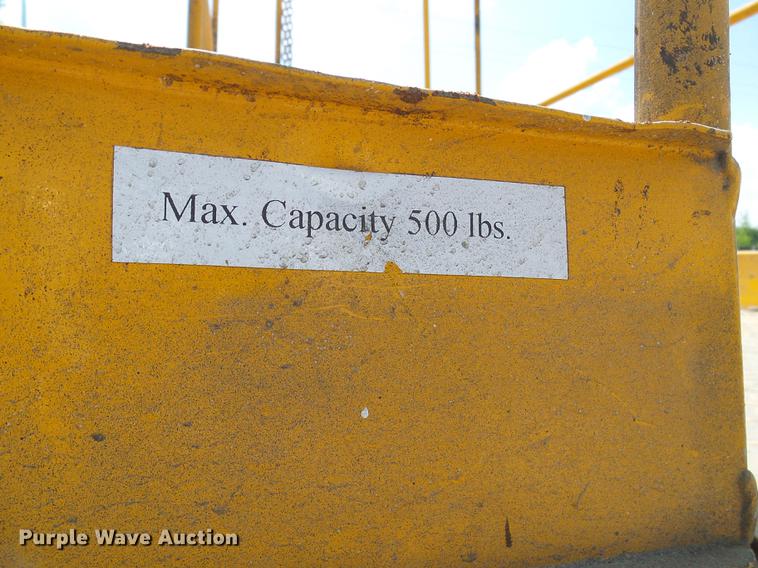 Max. Capacity 500 lbs.
Purple Wave Auction